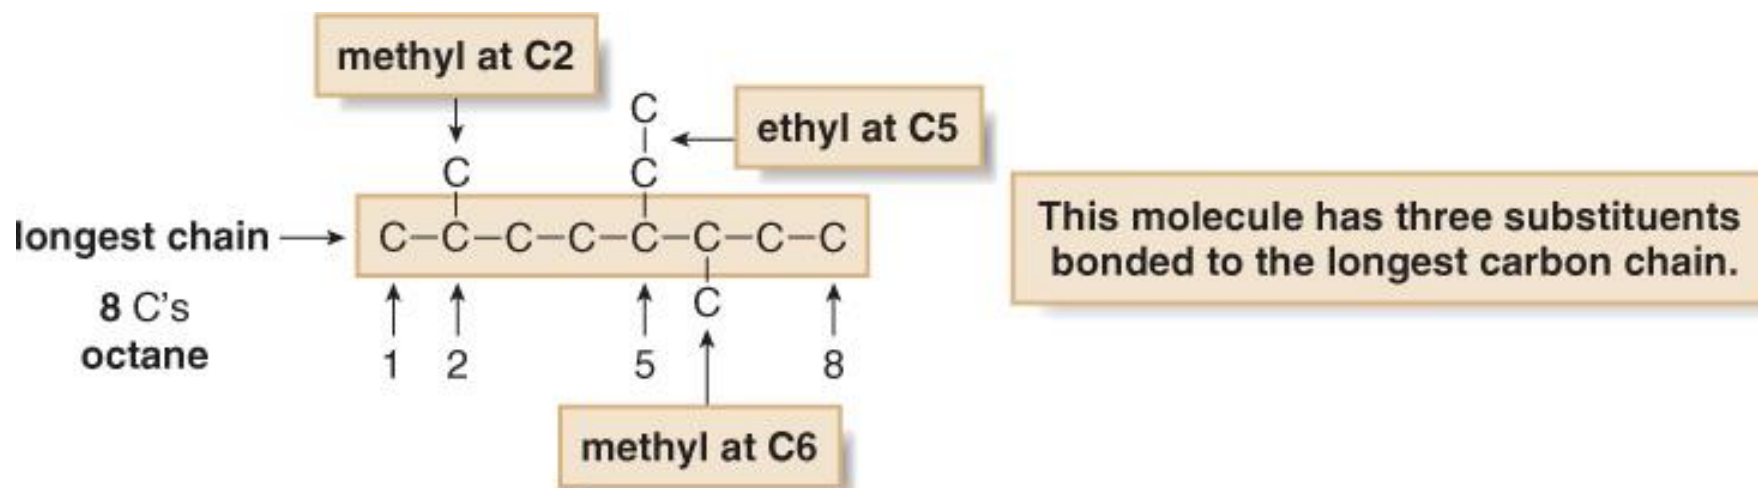 methyl at C2
C
ethyl at C5
C C
longest chain
C–C–C–C–C–C–C–C
This molecule has three substituents
bonded to the longest carbon chain.
8 C's
octane
C
1 2 5 8
methyl at C6